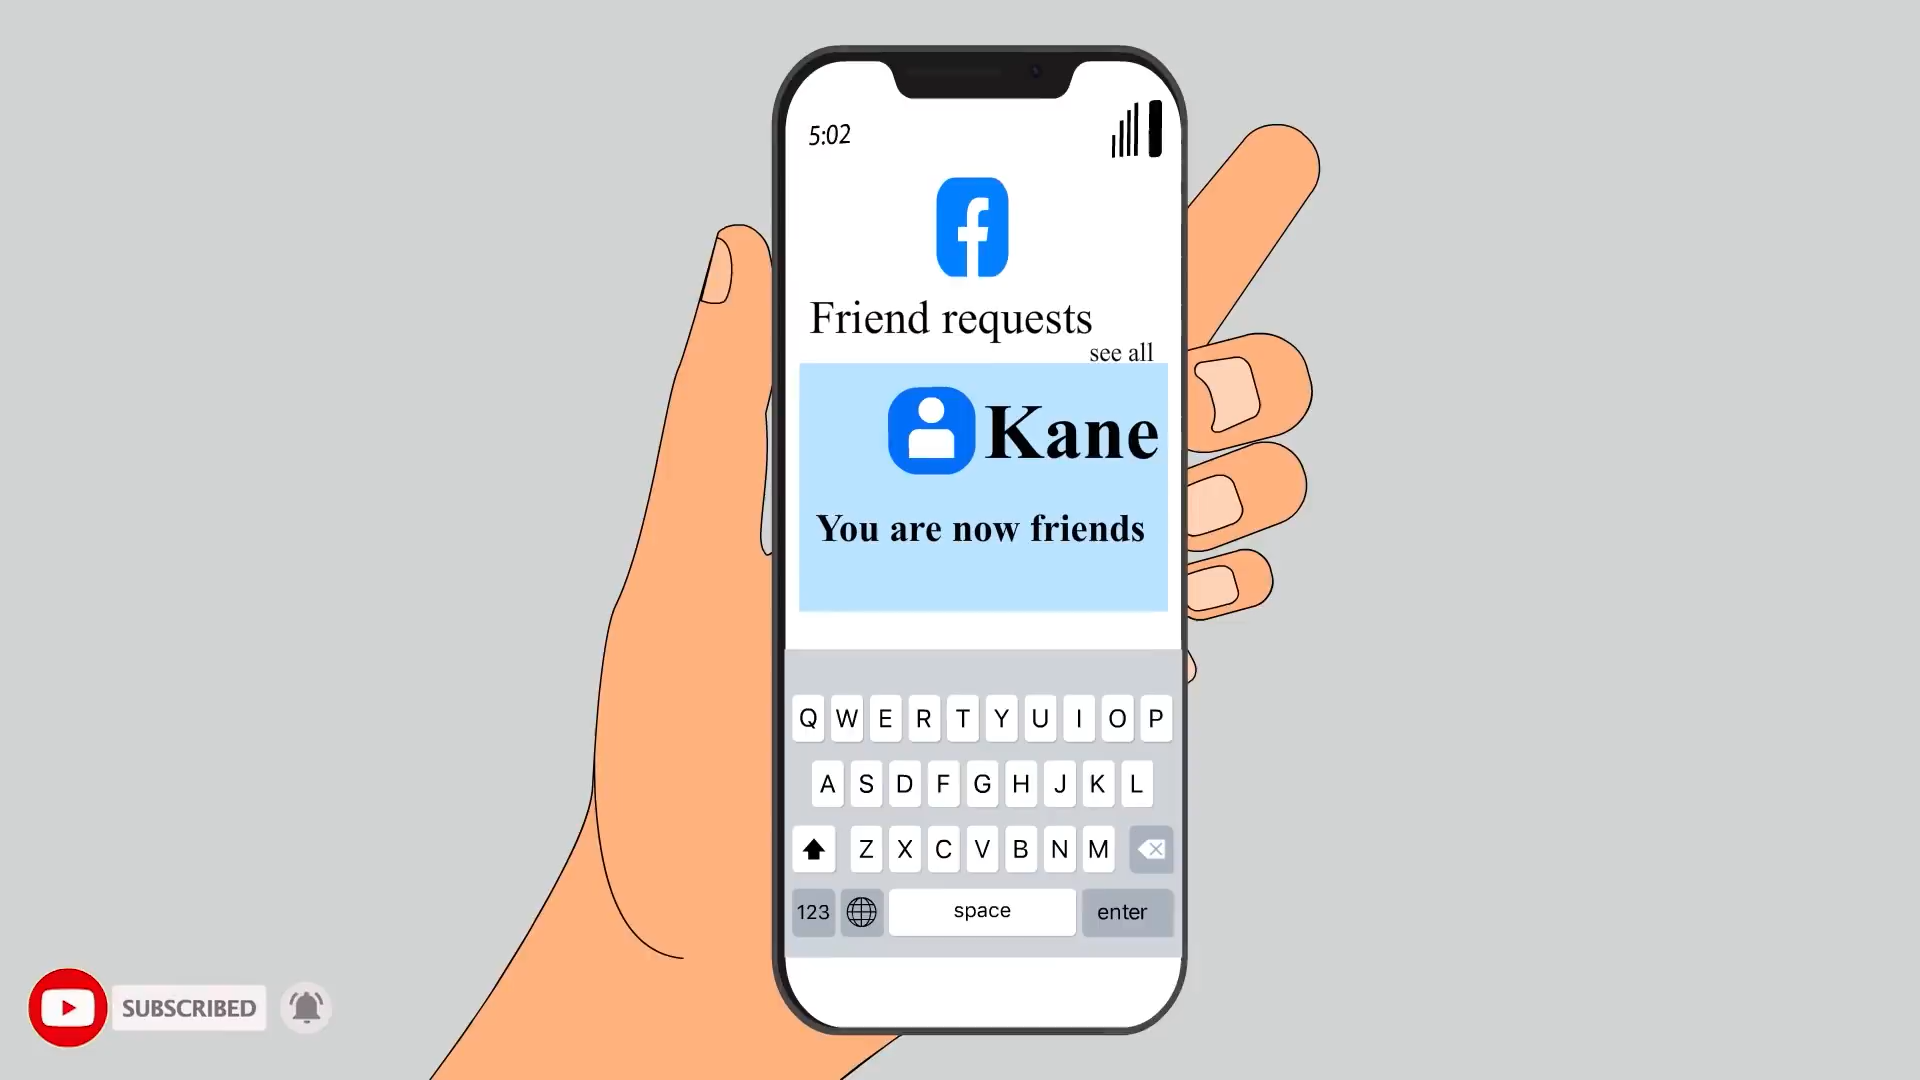 5:02
Friend requests
see all
Kane
You are now friends
Q W E R T Y U I O P
A S D F G H J K L
Z X C V B N M
123 space enter
SUBSCRIBED